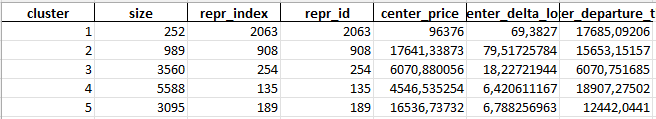 cluster size repr_index repr_id center_price enter_delta_lo er_departure_t
1 252 2063 2063 96376 69,3827 17685,09206
2 989 908 908 17641,33873 79,51725784 15653,15157
3 3560 254 254 6070,880056 18,22721944 6070,751685
4 5588 135 135 4546,535254 6,420611167 18907,27502
5 3095 189 189 16536,73732 6,788256963 12442,0441